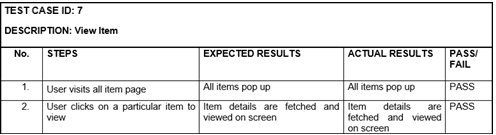 TEST CASE ID: 7
DESCRIPTION: View Item
No. STEPS EXPECTED RESULTS ACTUAL RESULTS PASS/
FAIL
1. User visits all item page All items pop up All items pop up PASS
2. User clicks on a particular item to Item details are fetched and Item details are PASS
view viewed on screen fetched and viewed
on screen